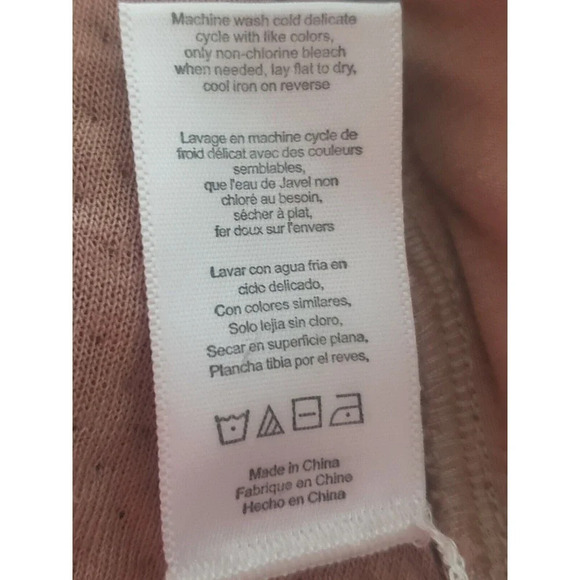 Machine wash cold delicate
cycle with like colors,
only non-chlorine bleach
when needed, lay flat to dry,
cool iron on reverse
Lavage en machine cycle de
froid délicat avec des couleurs
semblables,
que l'eau de Javel non
chloré au besoin,
sécher à plat,
fer doux sur l'envers
Lavar con agua fria en
ciclo delicado,
Con colores similares,
Solo lejia sin cloro,
Secar en superficie plana,
Plancha tibia por el reves,
Made in China
Fabrique en Chine
Hecho en China